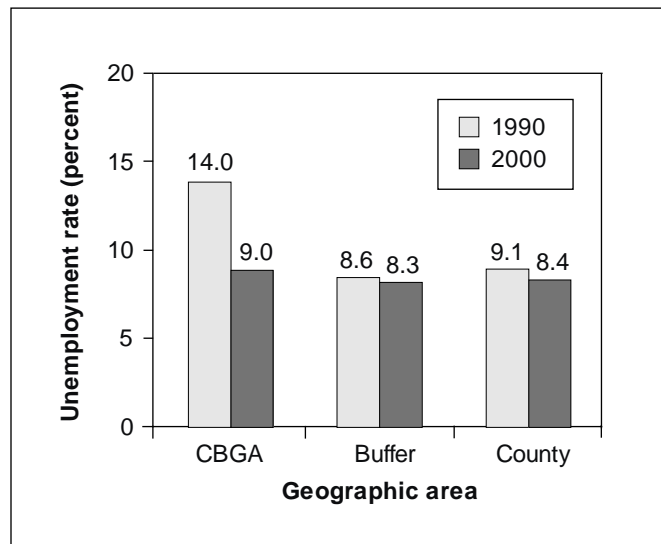 Unemployment rate (percent)
20
15
10
5
0
1990
2000
14.0
9.0
8.6
8.3
9.1
8.4
CBGA
Buffer
County
Geographic area